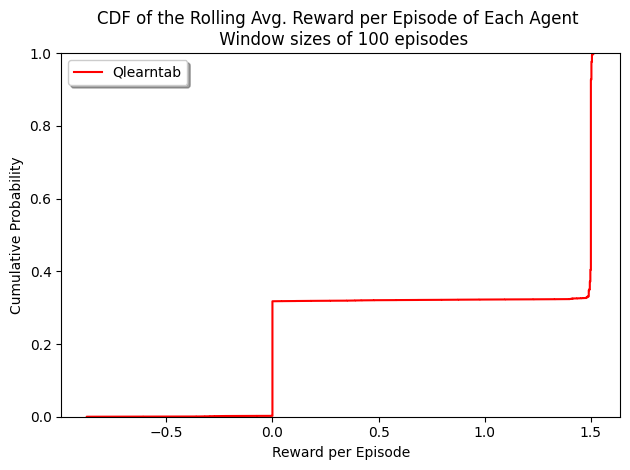 CDF of the Rolling Avg. Reward per Episode of Each Agent
Window sizes of 100 episodes
Qlearntab
Cumulative Probability
1.0
0.8
0.6
0.4
0.2
0.0
−0.5
0.0
0.5
1.0
1.5
Reward per Episode